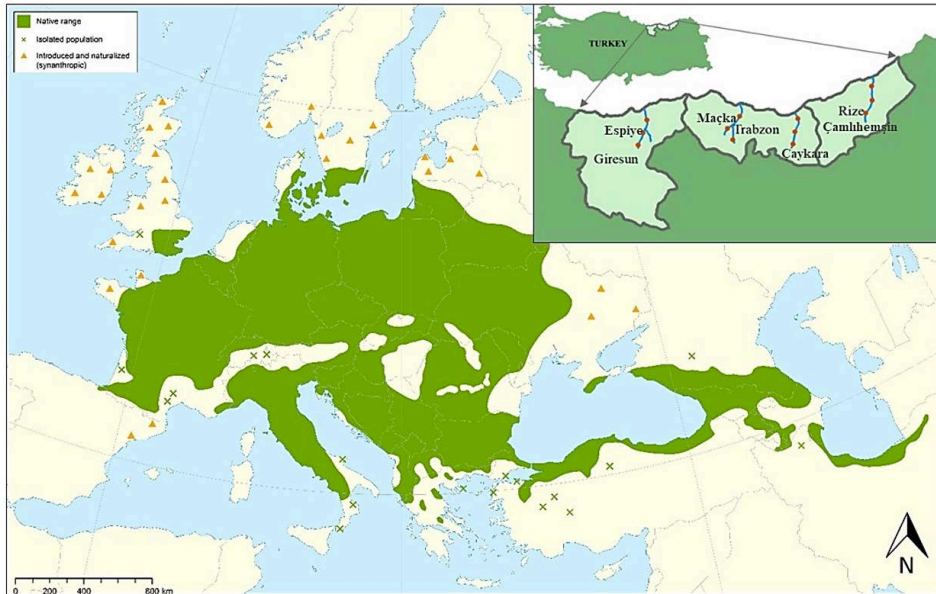 Native range
Isolated population
Introduced and naturalized
(synanthropic)
TURKEY
Espiye
Giresun
Maçka
Trabzon
Çaykara
Rize
Çamlıhemşin
N
0 200 400 800 km